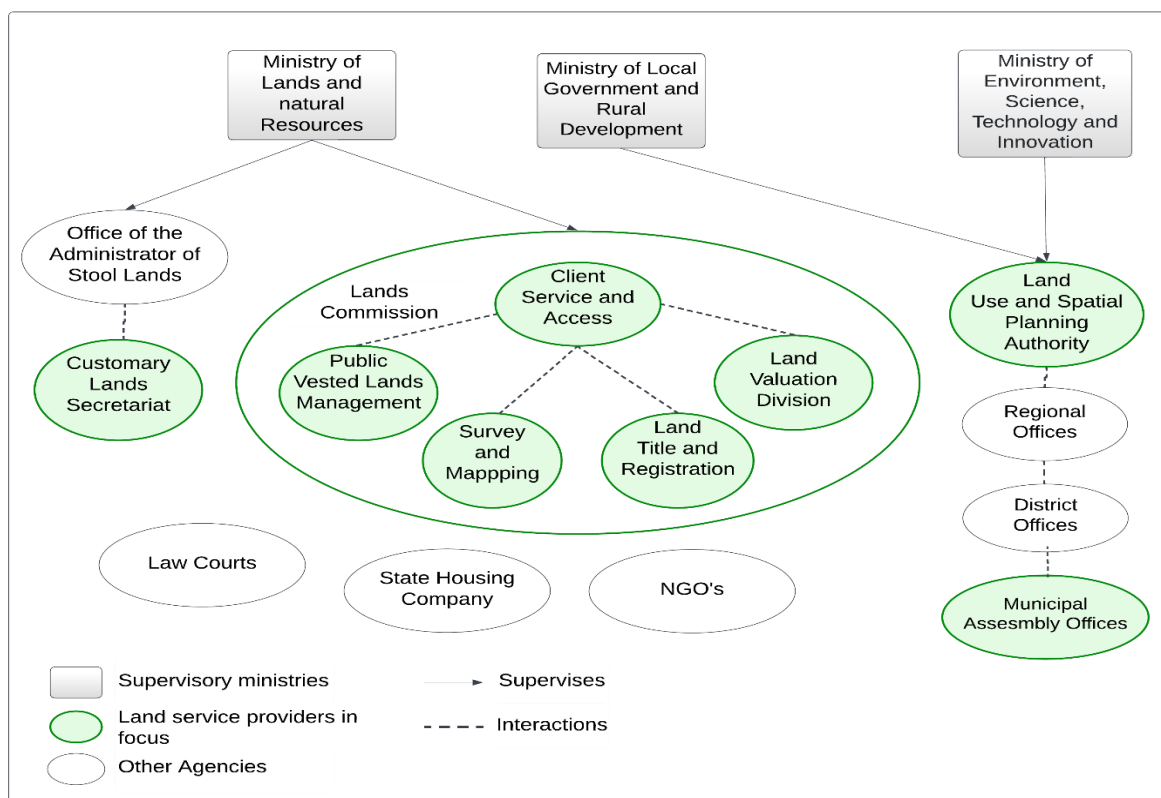 Ministry of
Lands and
natural
Resources
Ministry of Local
Government and
Rural
Development
Ministry of
Environment,
Science,
Technology and
Innovation
Office of the
Administrator of
Stool Lands
Customary
Lands
Secretariat
Lands
Commission
Client
Service and
Access
Public
Vested Lands
Management
Survey
and
Mappping
Land
Title and
Registration
Land
Valuation
Division
Land
Use and Spatial
Planning
Authority
Regional
Offices
District
Offices
Municipal
Assesmbly Offices
Law Courts
State Housing
Company
NGO's
Supervisory ministries
Supervises
Land service providers in
focus
Interactions
Other Agencies